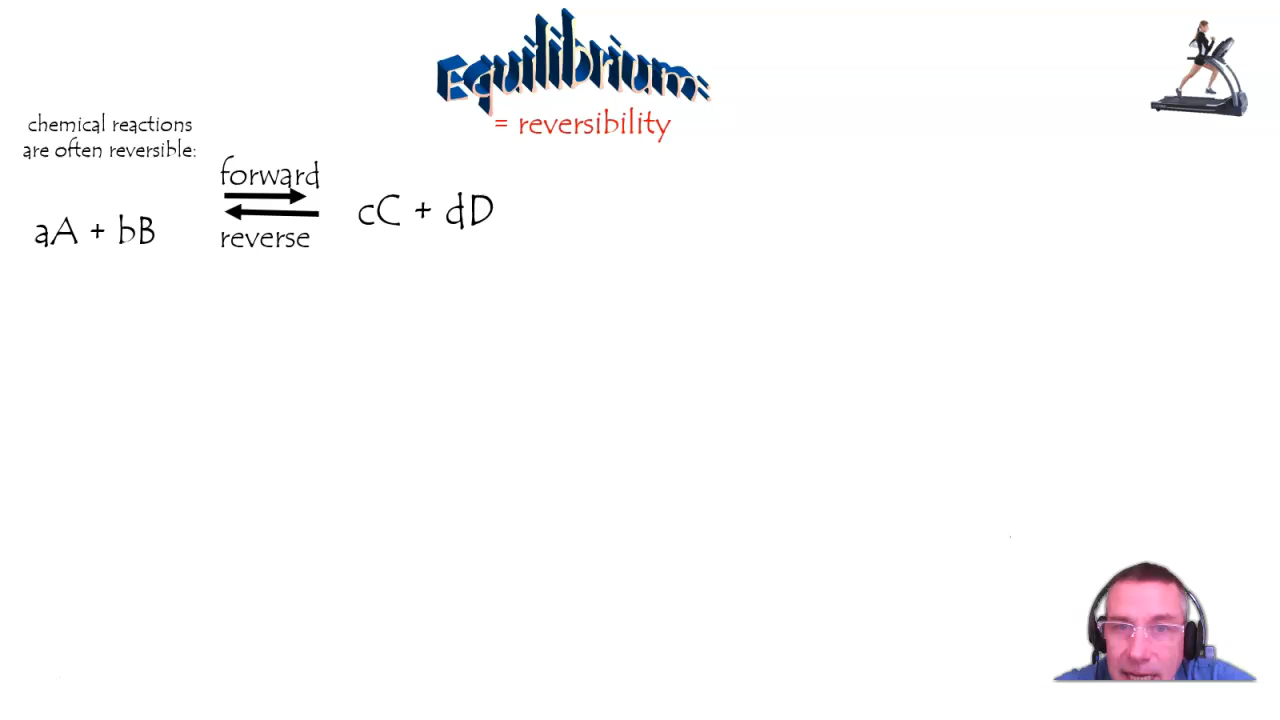 Equilibrium:
= reversibility
chemical reactions
are often reversible:
forward
aA + bB
cC + dD
reverse